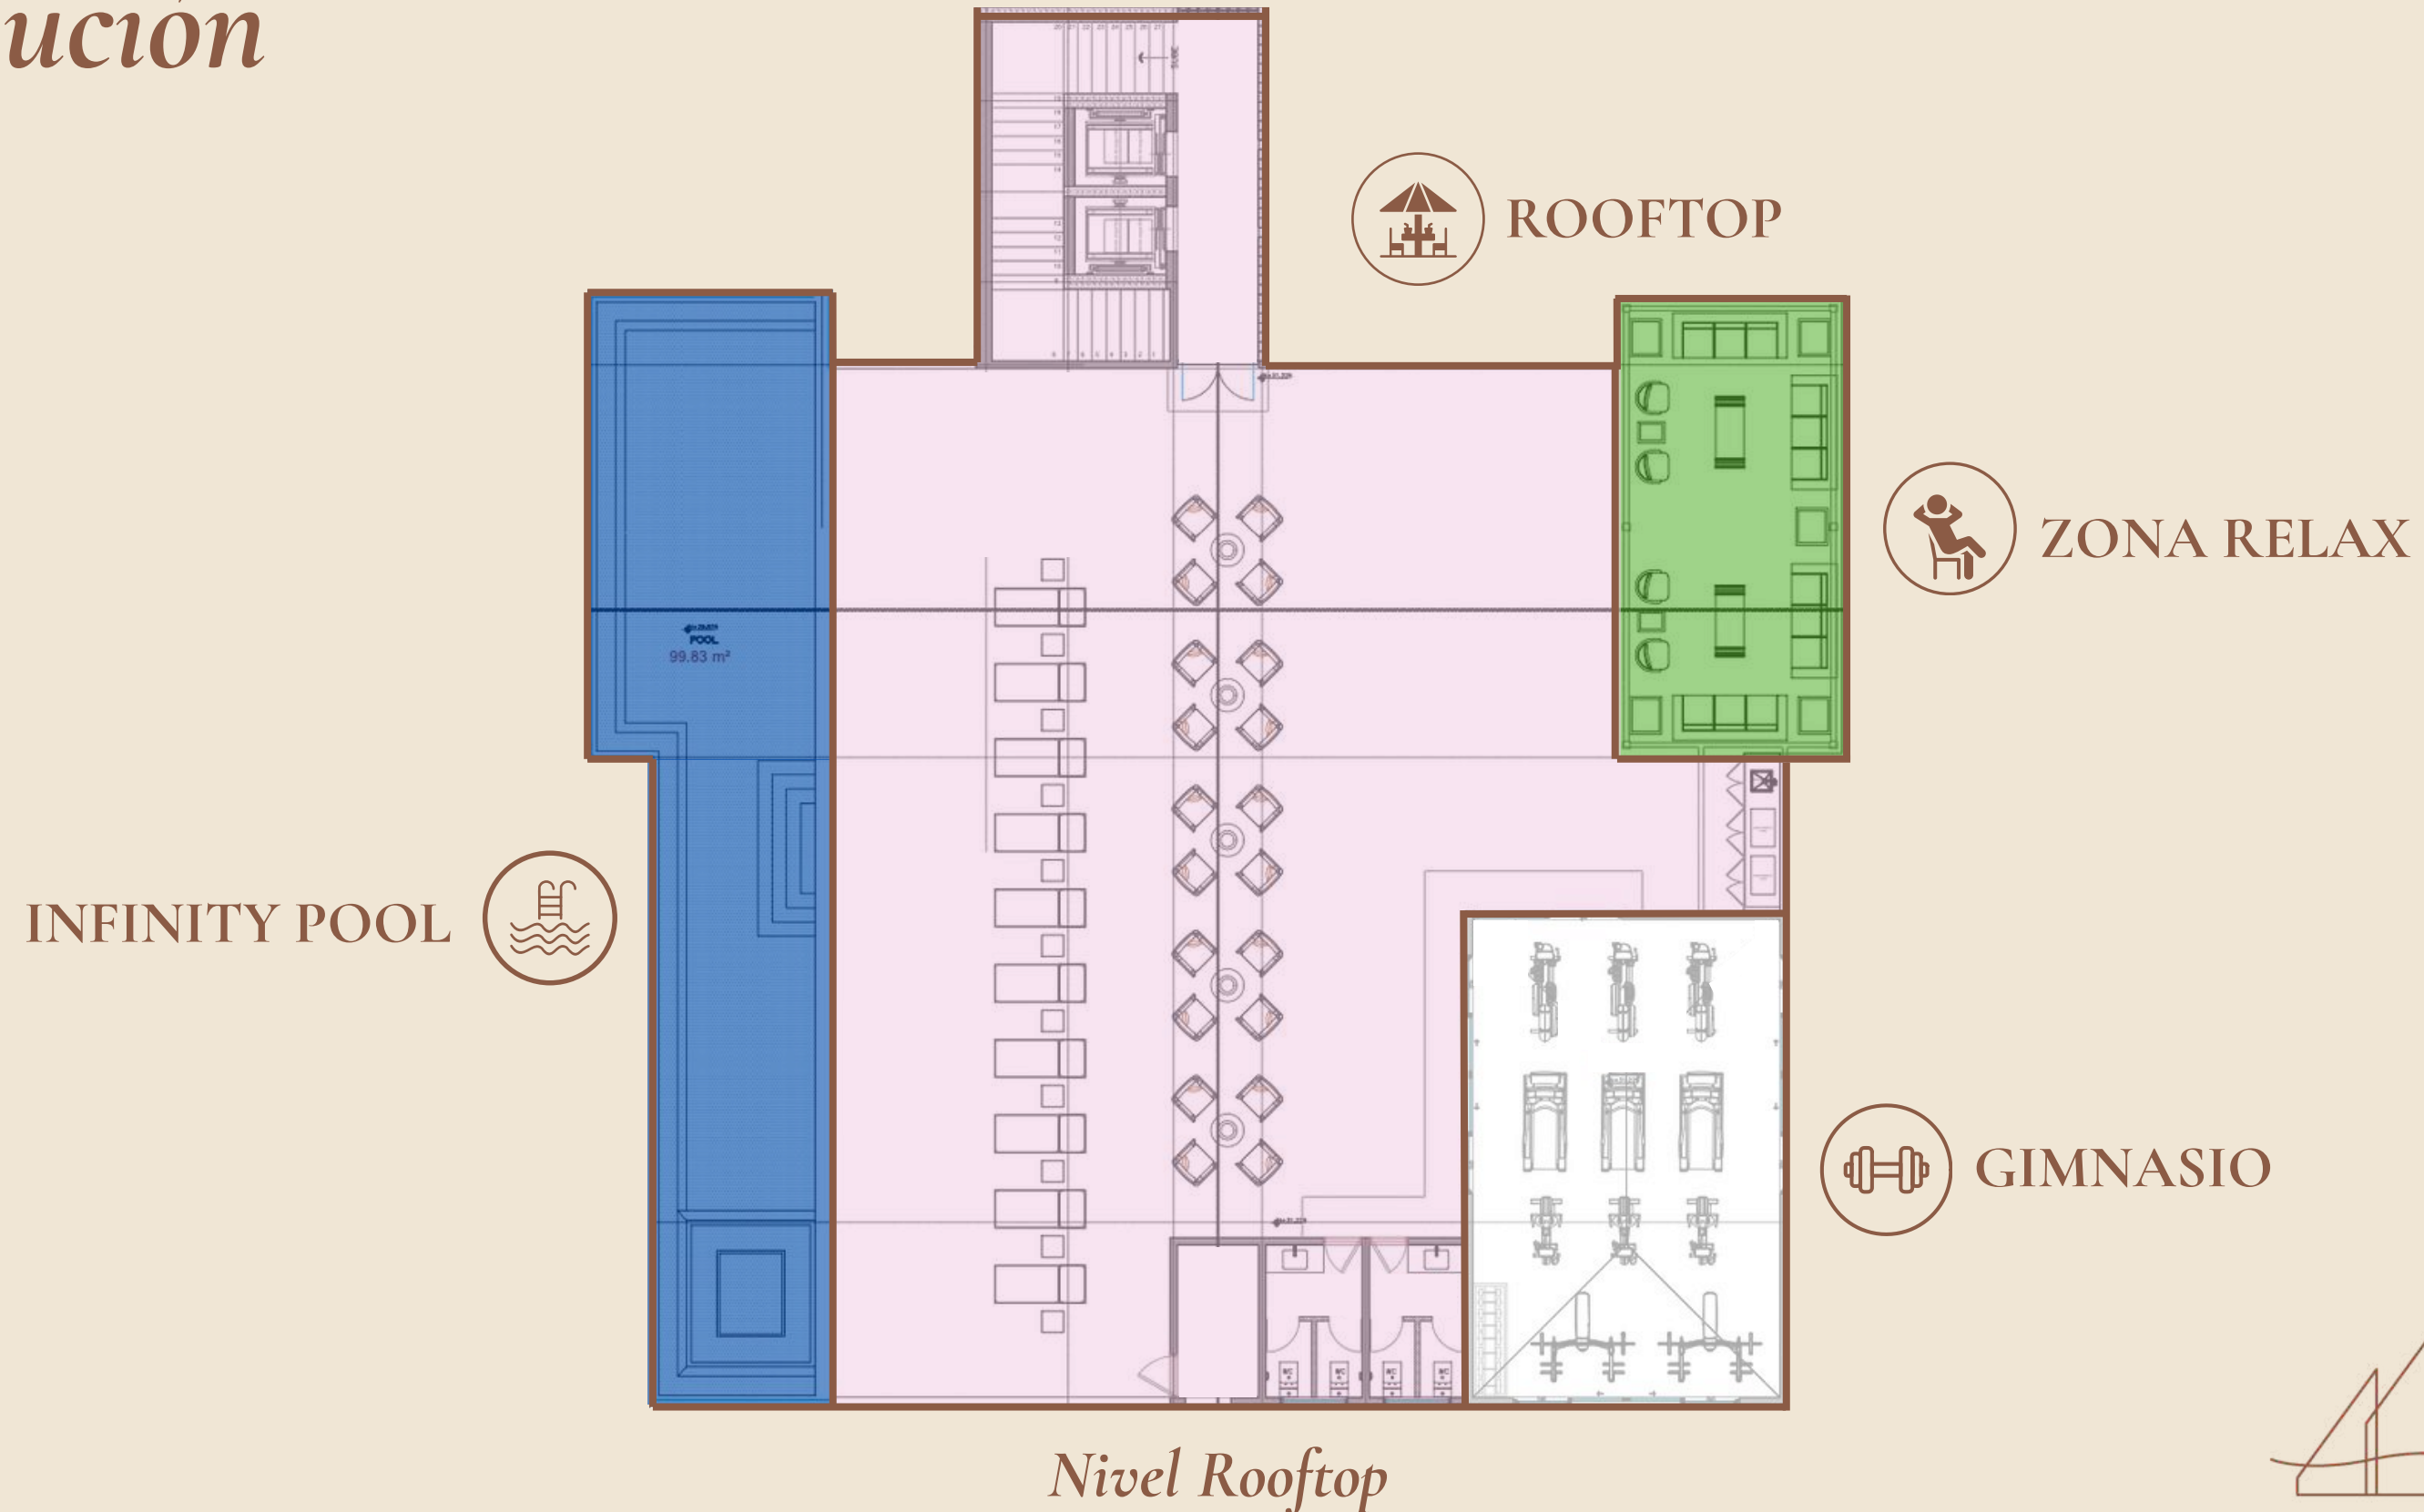 ución
ROOFTOP
ZONA RELAX
POOL
99.83 m²
INFINITY POOL
GIMNASIO
Nivel Rooftop